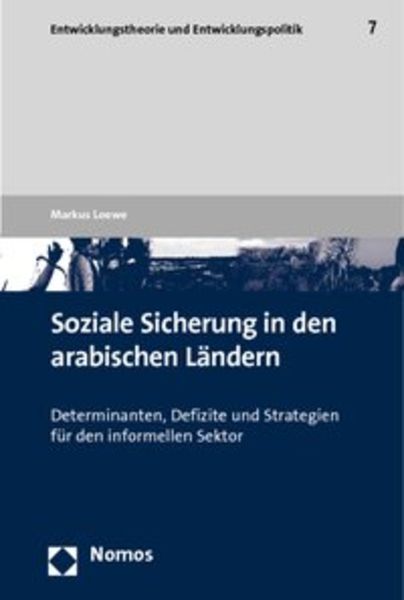 Entwicklungstheorie und Entwicklungspolitik 7
Markus Loewe
Soziale Sicherung in den
arabischen Ländern
Determinanten, Defizite und Strategien
für den informellen Sektor
Nomos